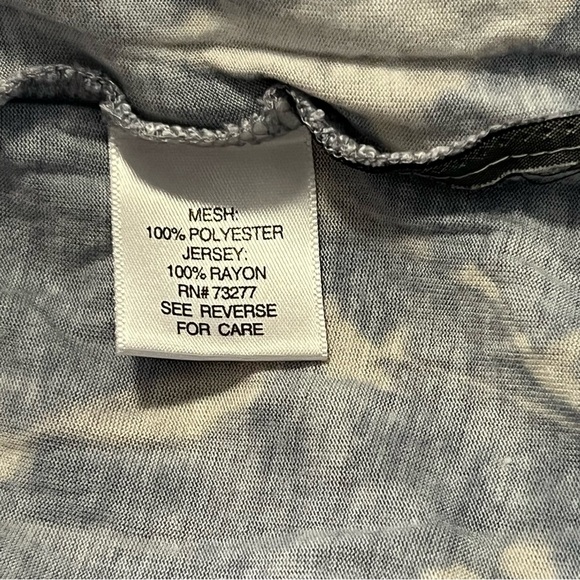 MESH:
100% POLYESTER
JERSEY:
100% RAYON
RN# 73277
SEE REVERSE
FOR CARE